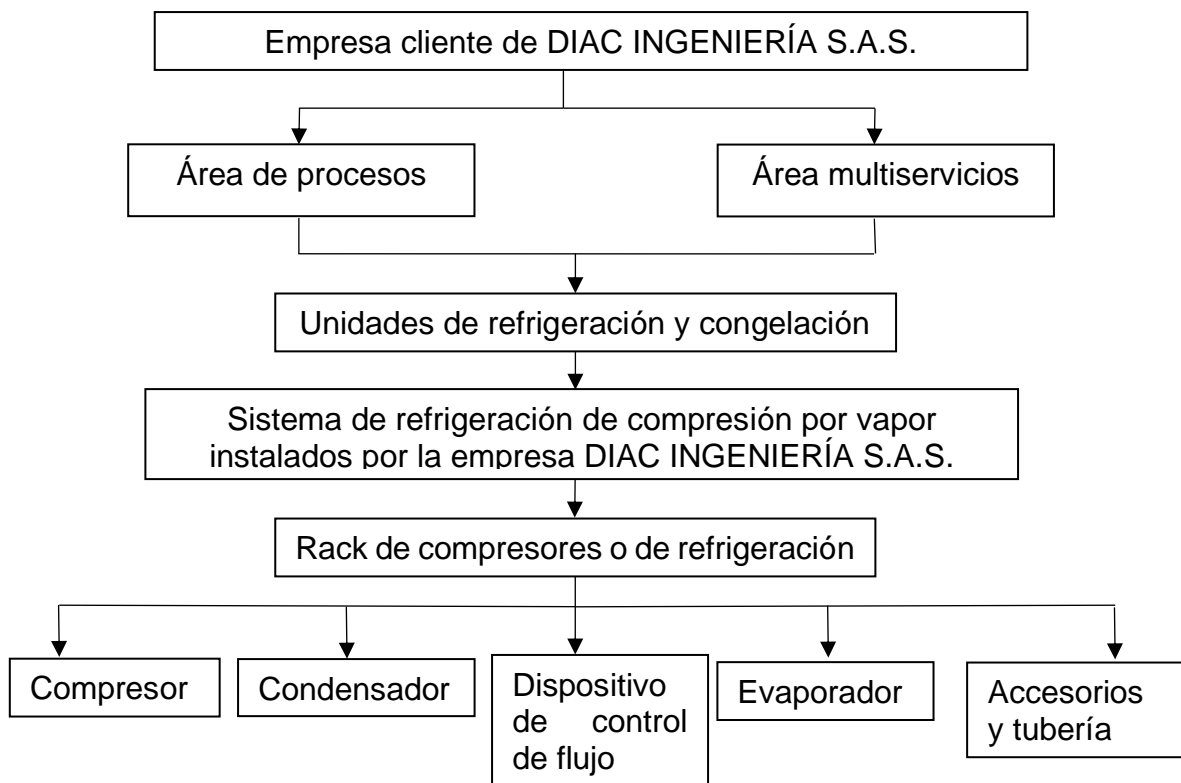 Empresa cliente de DIAC INGENIERÍA S.A.S.
Área de procesos
Área multiservicios
Unidades de refrigeración y congelación
Sistema de refrigeración de compresión por vapor
instalados por la empresa DIAC INGENIERÍA S.A.S.
Rack de compresores o de refrigeración
Compresor
Condensador
Dispositivo
de control
de flujo
Evaporador
Accesorios
y tubería